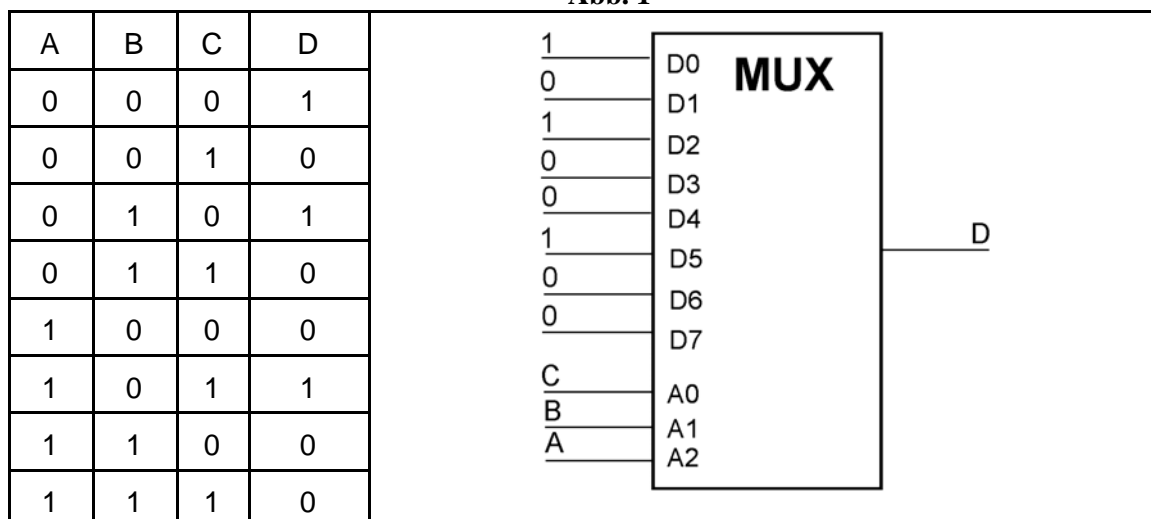 Abb. 1
A B C D
0 0 0 1
0 0 1 0
0 1 0 1
0 1 1 0
1 0 0 0
1 0 1 1
1 1 0 0
1 1 1 0
MUX
1 D0
0 D1
1 D2
0 D3
0 D4
1 D5
0 D6
0 D7
C A0
B A1
A A2
D